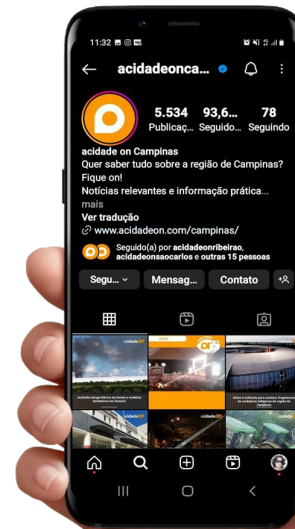 11:32
acidadeonca...
5.534 93,6... 78
Publicaç... Seguido... Seguindo
acidade on Campinas
Quer saber tudo sobre a região de Campinas?
Fique on!
Notícias relevantes e informação prática...
mais
Ver tradução
www.acidadeon.com/campinas/
Seguido(a) por acidadeonribeirao,
acidadeonsaocarlos e outras 15 pessoas
Segu... Mensag... Contato
acidadeON
acidadeON